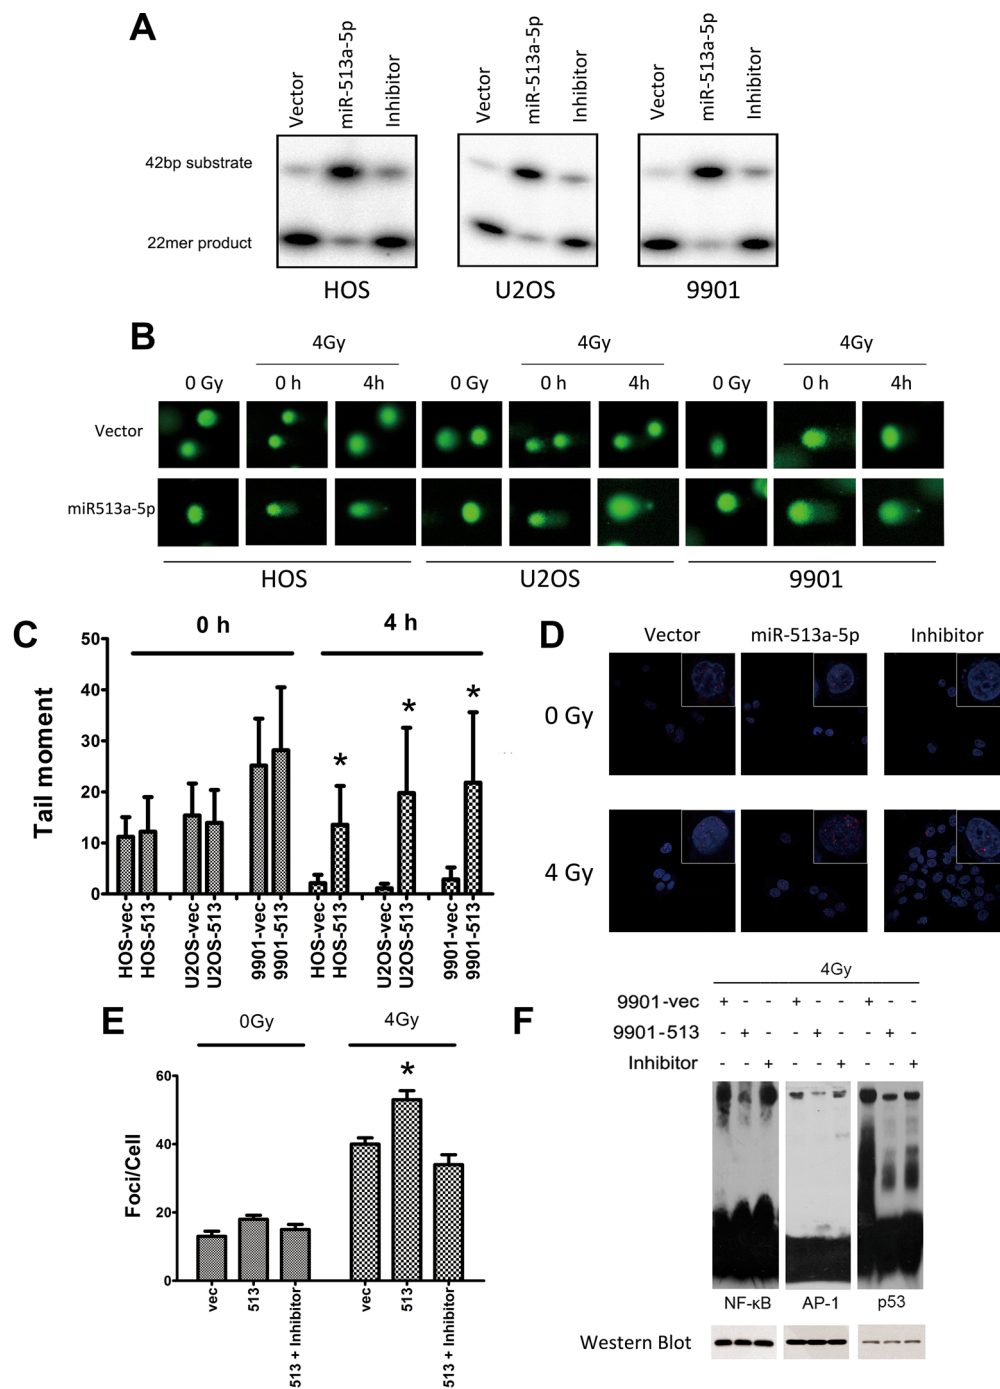 A
Vector
miR-513a-5p
Inhibitor
Vector
miR-513a-5p
Inhibitor
Vector
miR-513a-5p
Inhibitor
42bp substrate
22mer product
HOS
U2OS
9901
B
4Gy
4Gy
4Gy
0 Gy
0 h
4h
0 Gy
0 h
4h
0 Gy
0 h
4h
Vector
miR513a-5p
HOS
U2OS
9901
C
0 h
4 h
Tail moment
50
40
30
20
10
0
*
*
*
HOS-vec
HOS-513
U2OS-vec
U2OS-513
9901-vec
9901-513
HOS-vec
HOS-513
U2OS-vec
U2OS-513
9901-vec
9901-513
D
Vector
miR-513a-5p
Inhibitor
0 Gy
4 Gy
E
0Gy
4Gy
Foci/Cell
60
40
20
0
*
vec
513
513 + Inhibitor
vec
513
513 + Inhibitor
F
4Gy
9901-vec + - - + - - + - -
9901-513 - + - - + - - + -
Inhibitor - - + - - + - - +
NF-κB
AP-1
p53
Western Blot